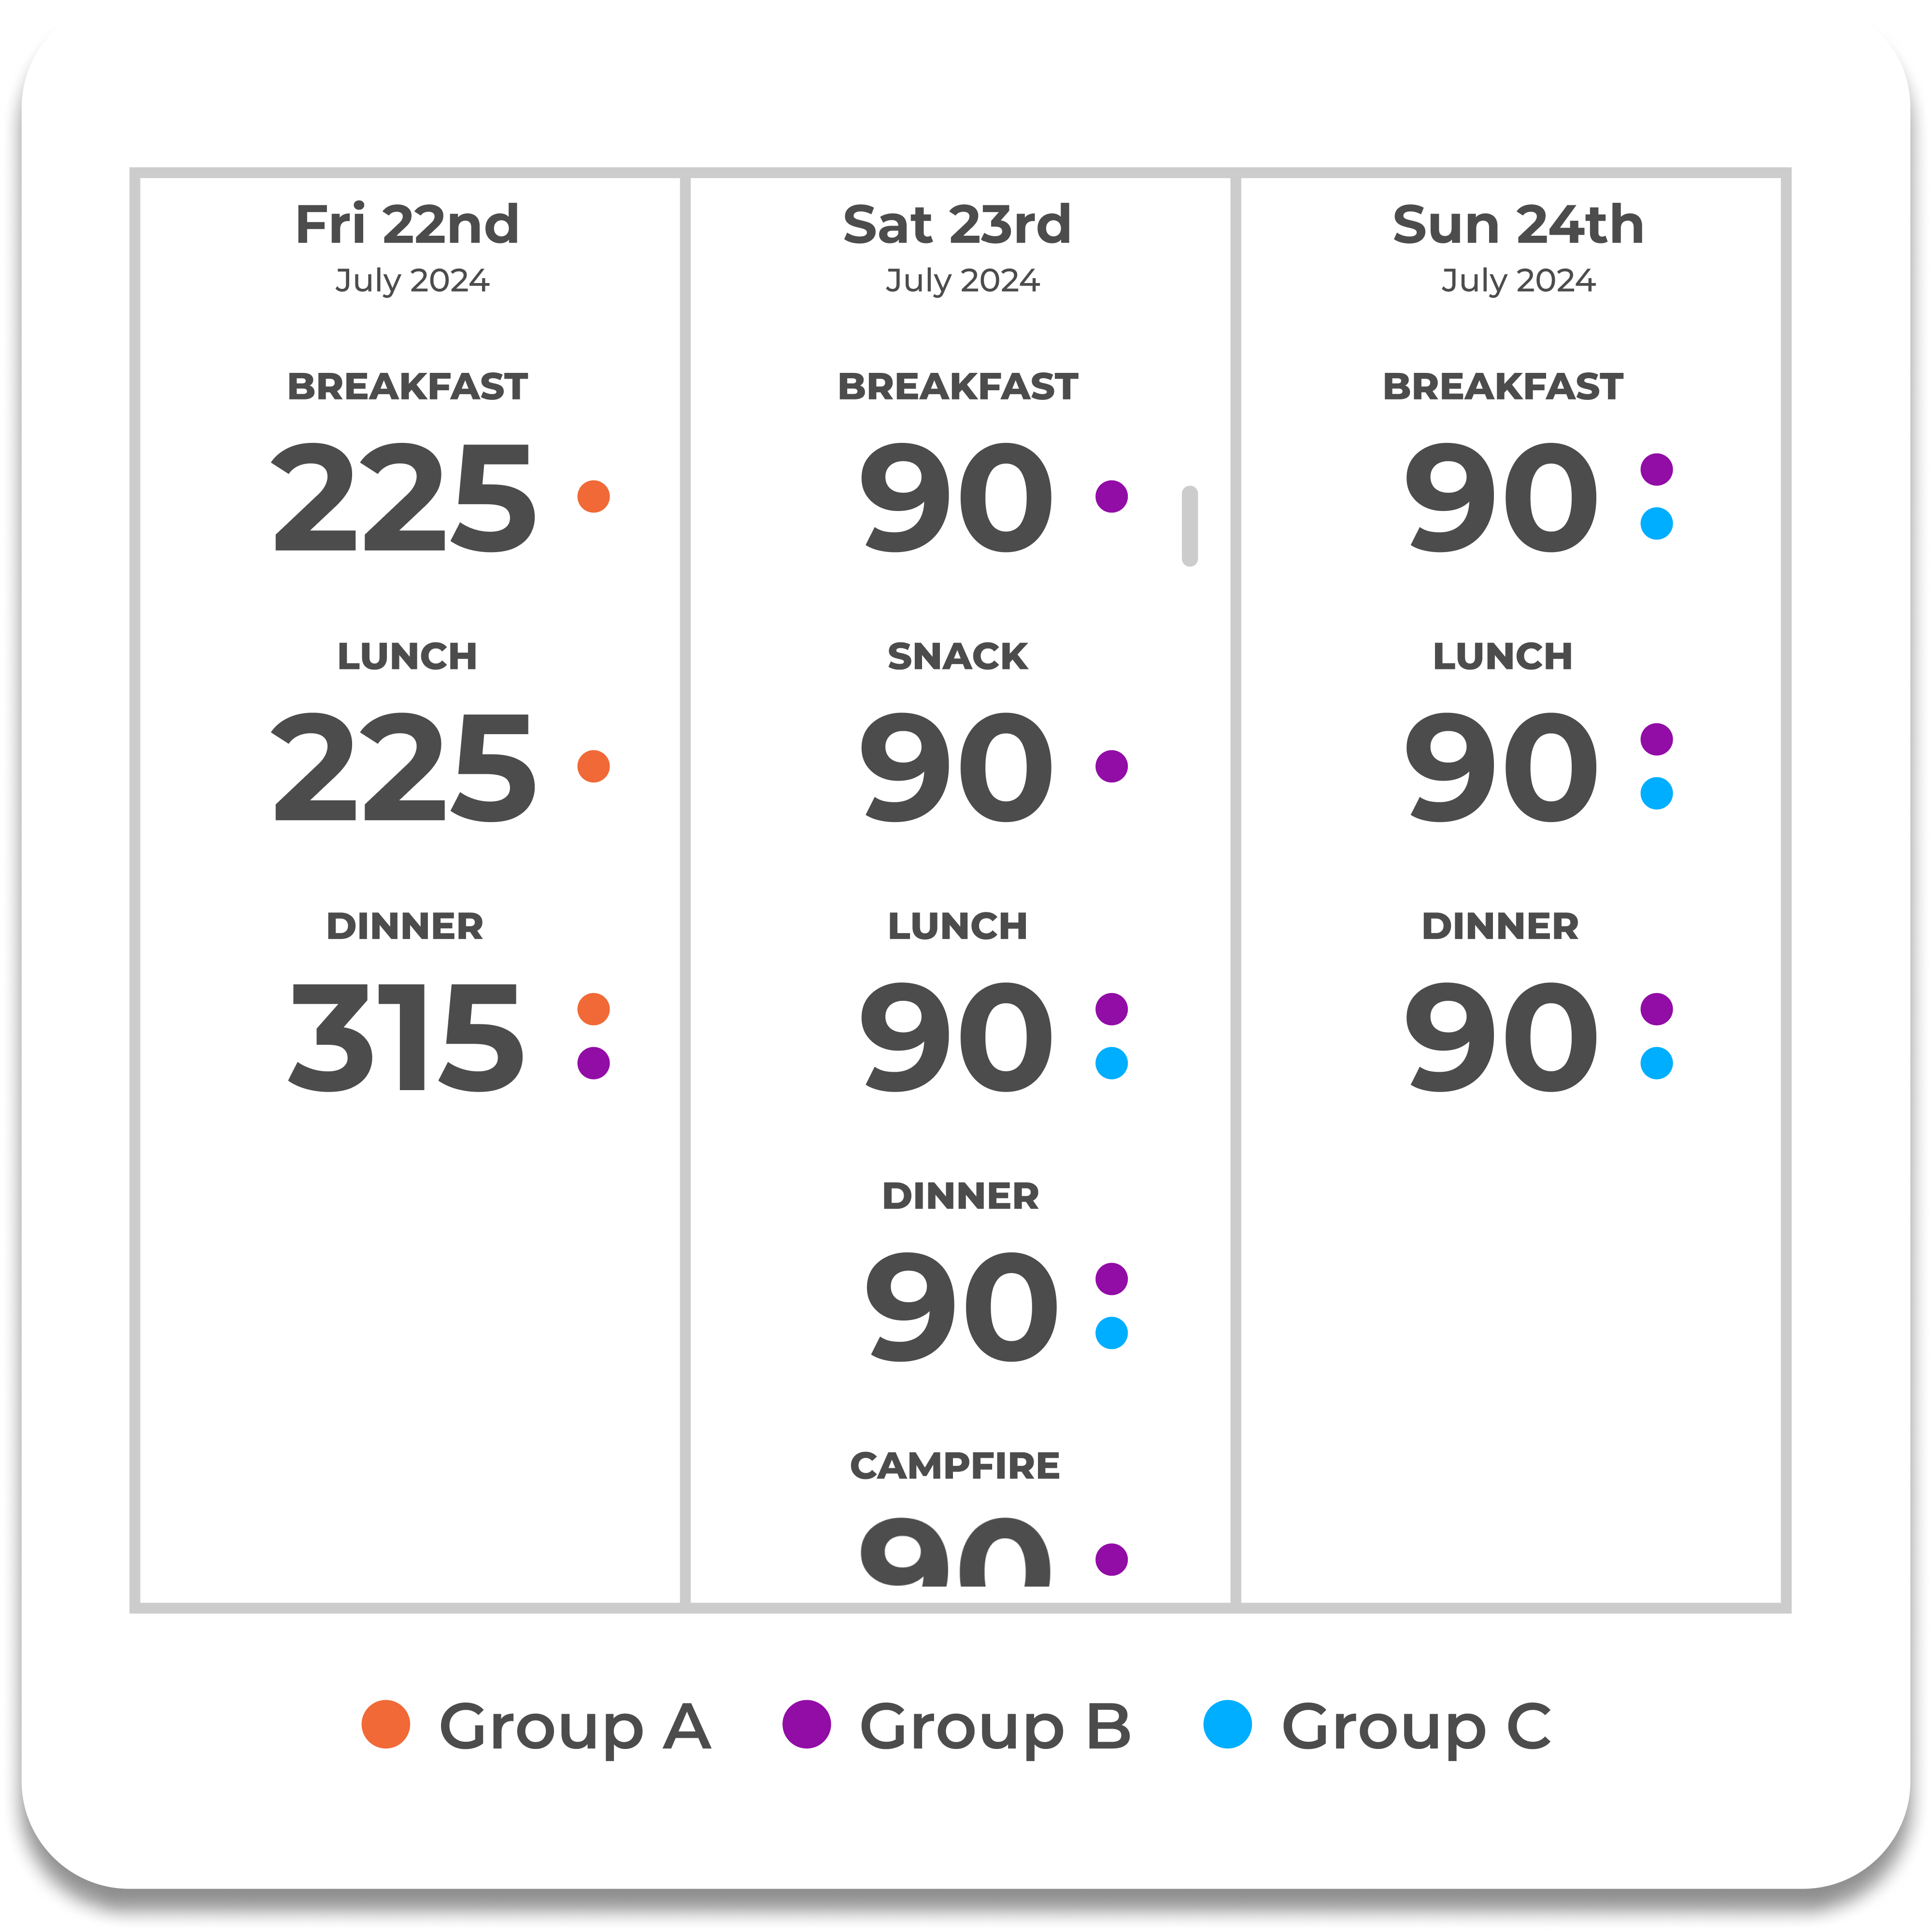 Fri 22nd
July 2024
BREAKFAST
225
LUNCH
225
DINNER
315
Sat 23rd
July 2024
BREAKFAST
90
SNACK
90
LUNCH
90
DINNER
90
CAMPFIRE
90
Sun 24th
July 2024
BREAKFAST
90
LUNCH
90
DINNER
90
Group A
Group B
Group C